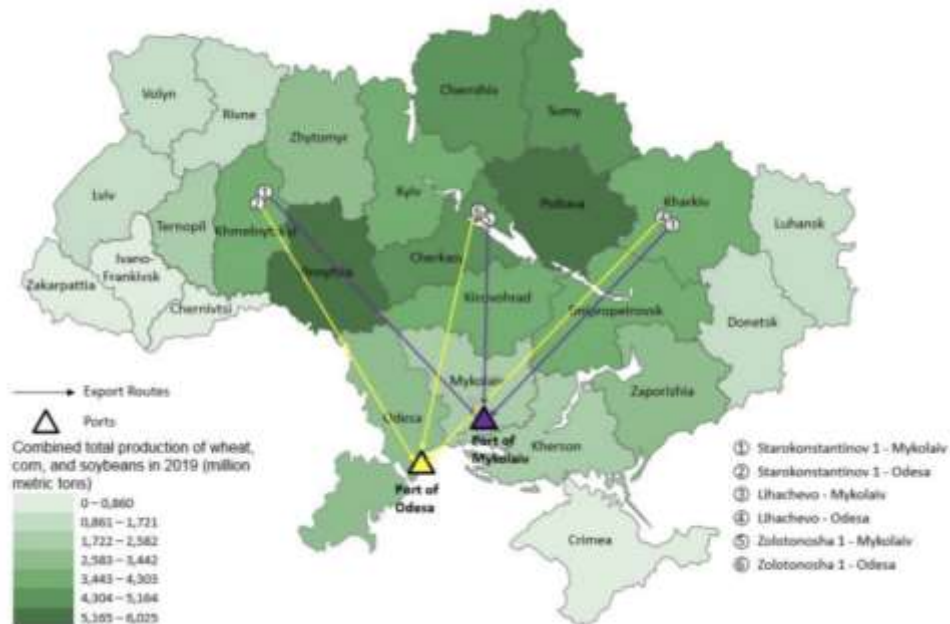 Volyn
Rivne
Zhytomyr
Chernihiv
Sumy
Lviv
Ternopil
Khmelnytskyi
Kyiv
Poltava
Kharkiv
Luhansk
Ivano-
Frankivsk
Zakarpattia
Chernivtsi
Vinnytsia
Cherkasy
Kirovohrad
Dnipropetrovsk
Donetsk
Odesa
Mykolaiv
Zaporizhia
Kherson
Crimea
Port of
Mykolaiv
Port of
Odesa
Export Routes
Ports
Combined total production of wheat,
corn, and soybeans in 2019 (million
metric tons)
0 – 0,860
0,861 – 1,721
1,722 – 2,582
2,583 – 3,442
3,443 – 4,303
4,304 – 5,164
5,165 – 6,025
① Starokonstantinov 1 - Mykolaiv
② Starokonstantinov 1 - Odesa
③ Lihachevo - Mykolaiv
④ Lihachevo - Odesa
⑤ Zolotonosha 1 - Mykolaiv
⑥ Zolotonosha 1 - Odesa